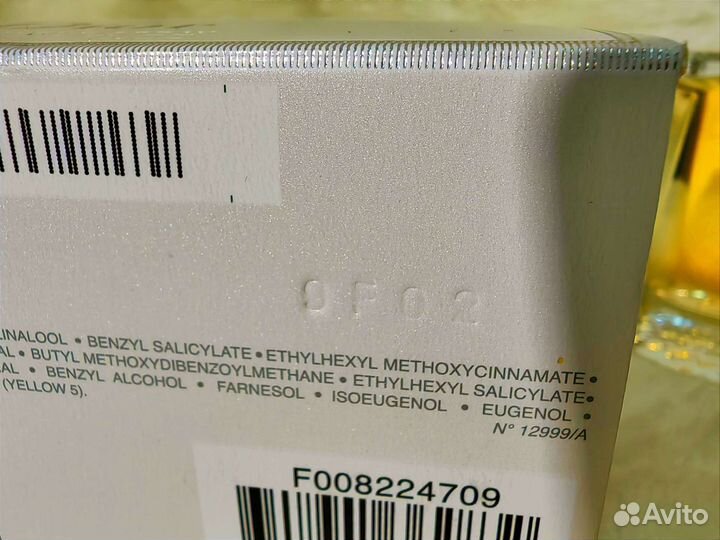 9F02
LINALOOL • BENZYL SALICYLATE • ETHYLHEXYL METHOXYCINNAMATE •
AL • BUTYL METHOXYDIBENZOYLMETHANE • ETHYLHEXYL SALICYLATE •
AL • BENZYL ALCOHOL • FARNESOL • ISOEUGENOL • EUGENOL •
(YELLOW 5).
N° 12999/A
F008224709
Avito